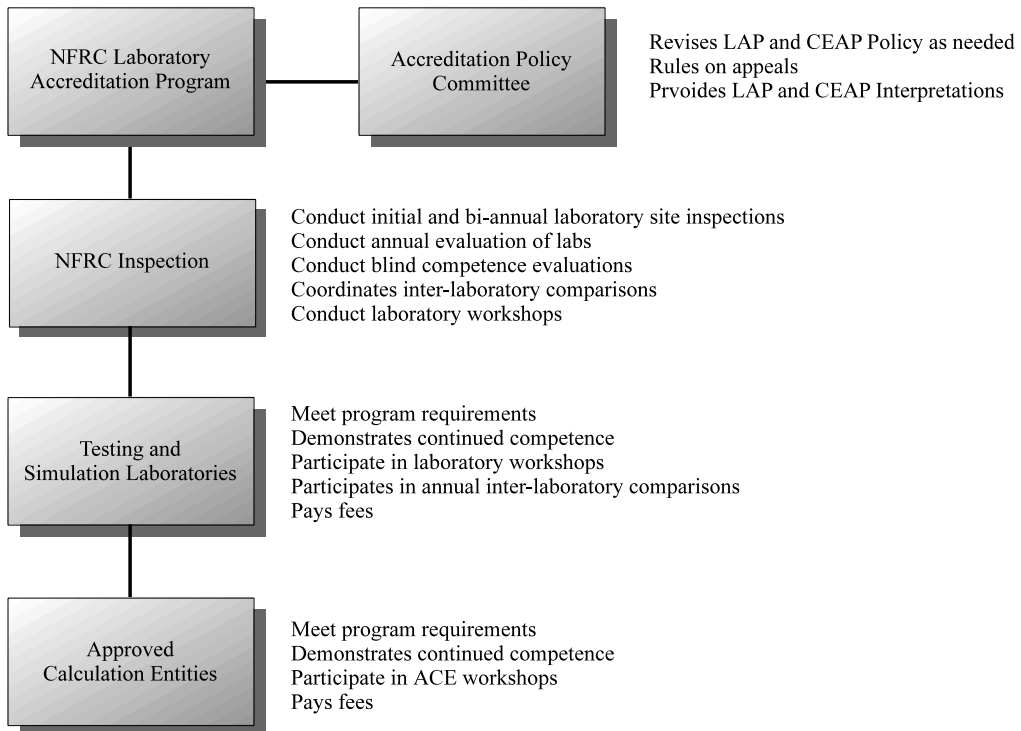 NFRC Laboratory
Accreditation Program
Accreditation Policy
Committee
Revises LAP and CEAP Policy as needed
Rules on appeals
Prvoides LAP and CEAP Interpretations
NFRC Inspection
Conduct initial and bi-annual laboratory site inspections
Conduct annual evaluation of labs
Conduct blind competence evaluations
Coordinates inter-laboratory comparisons
Conduct laboratory workshops
Testing and
Simulation Laboratories
Meet program requirements
Demonstrates continued competence
Participate in laboratory workshops
Participates in annual inter-laboratory comparisons
Pays fees
Approved
Calculation Entities
Meet program requirements
Demonstrates continued competence
Participate in ACE workshops
Pays fees